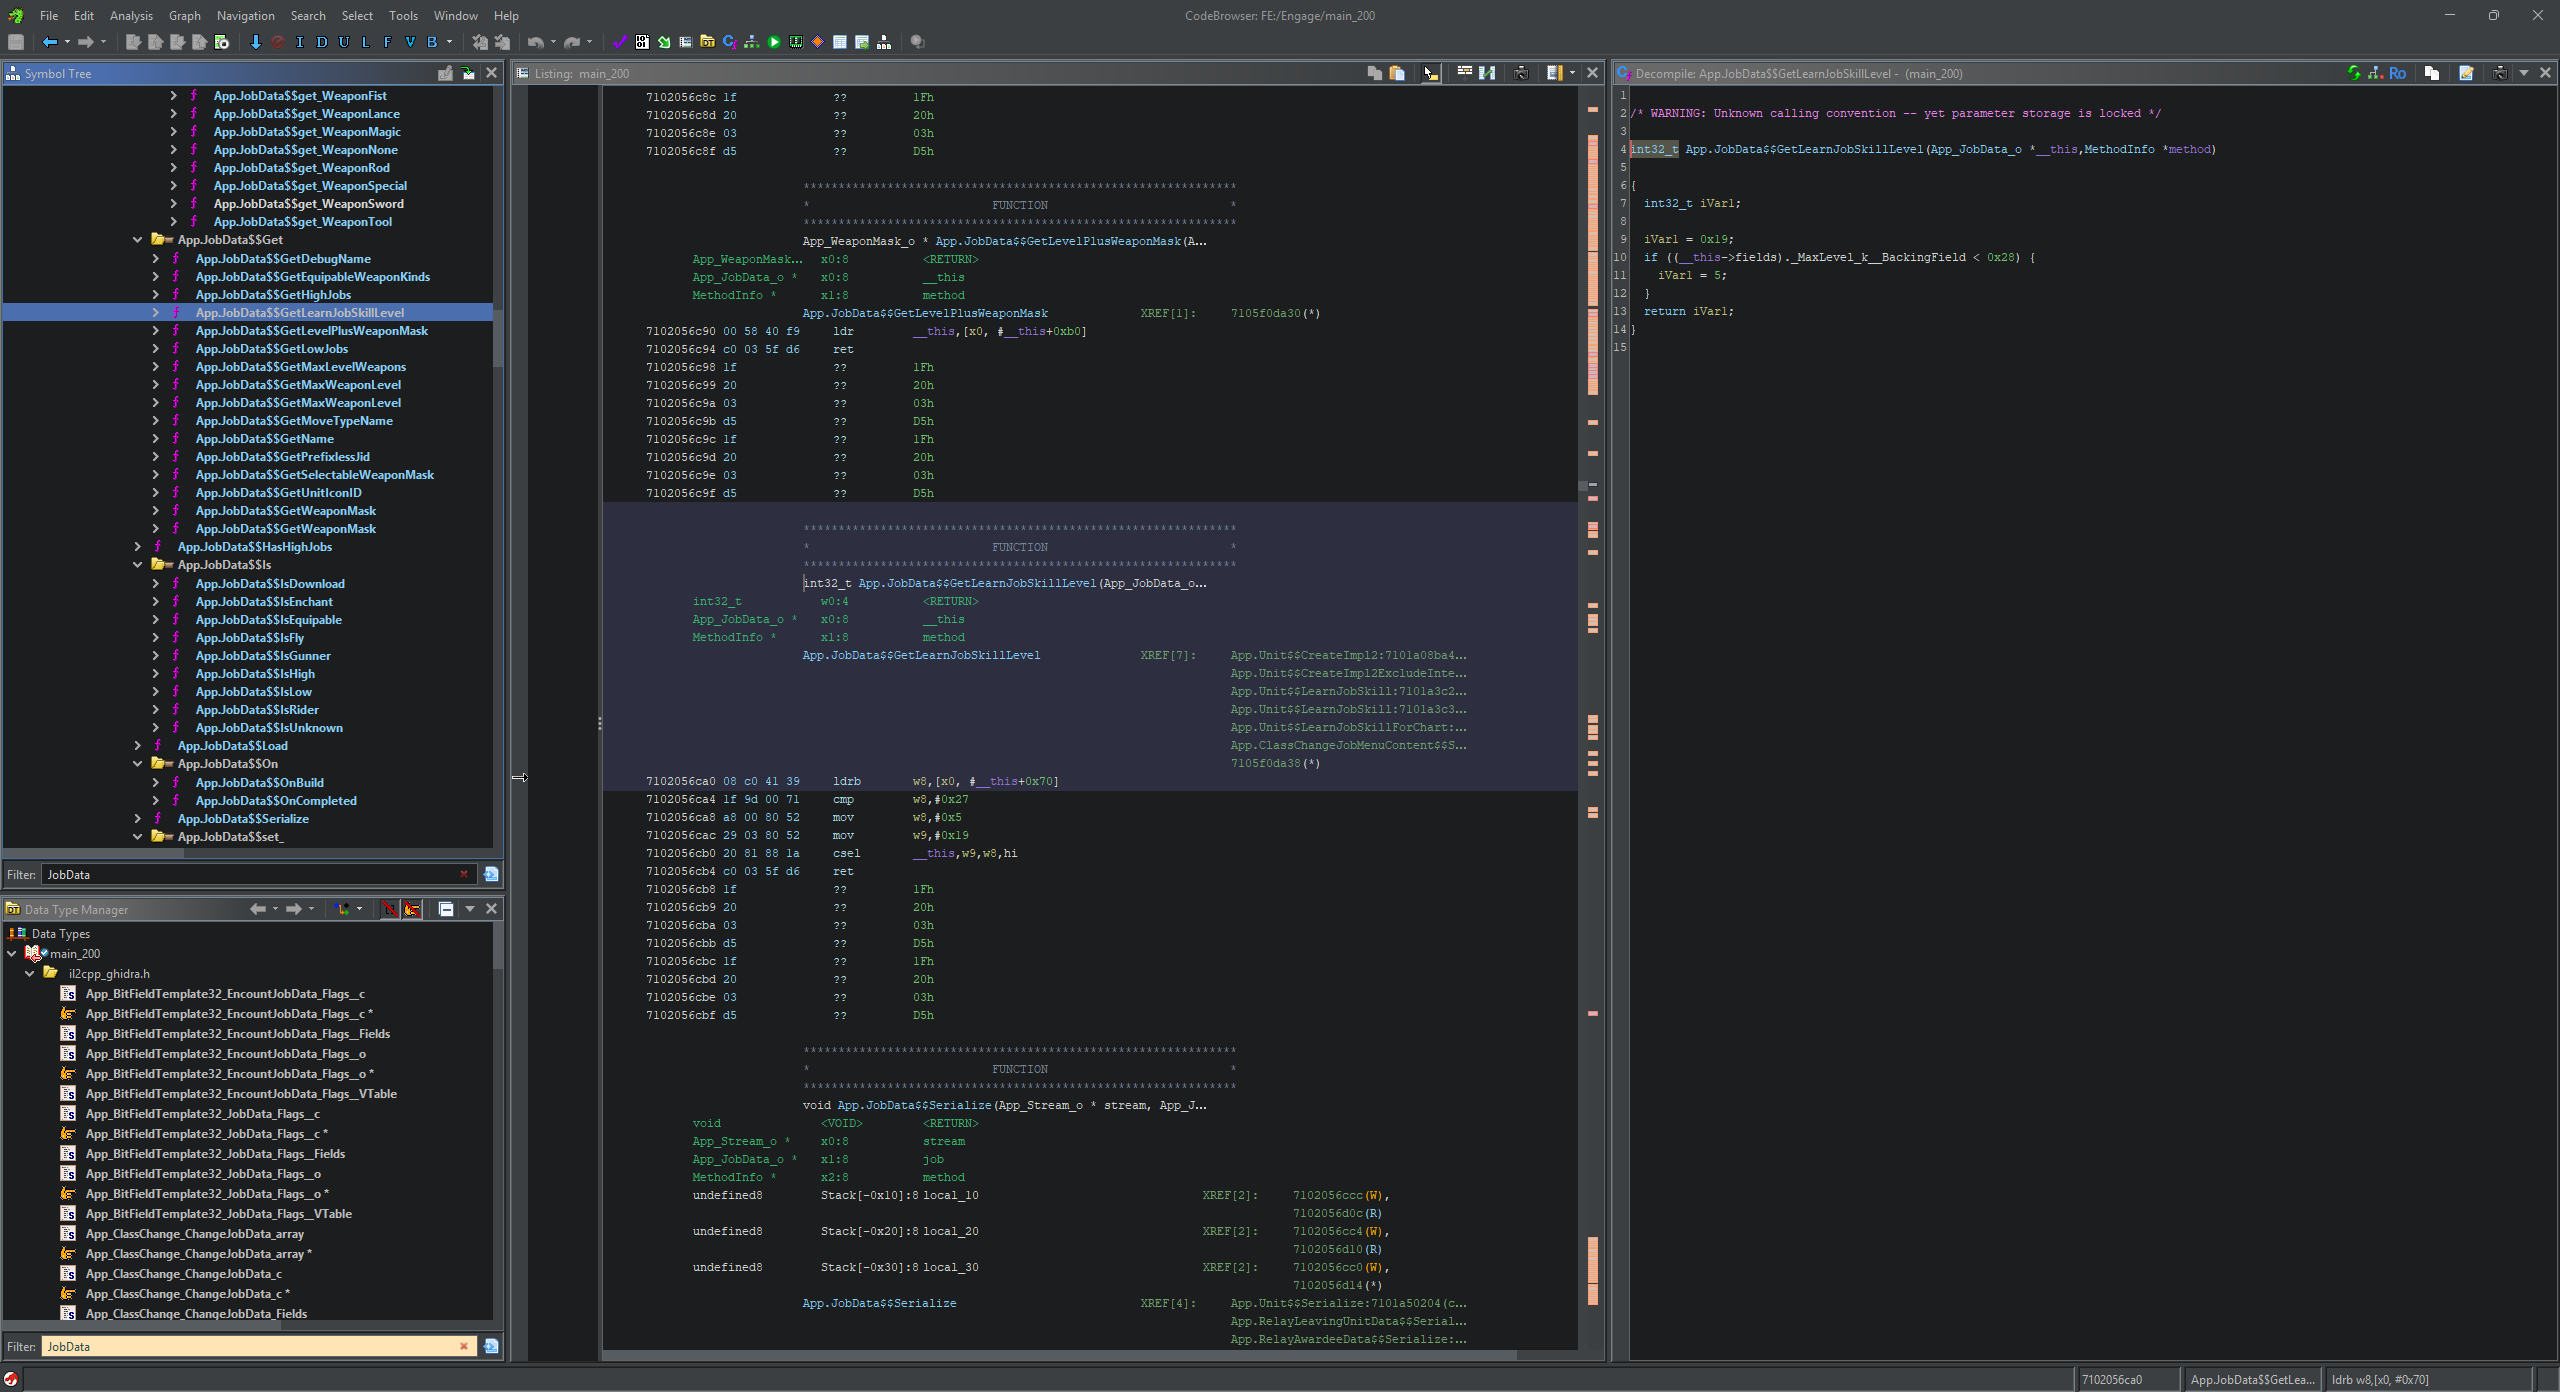 File Edit Analysis Graph Navigation Search Select Tools Window Help
CodeBrowser: FE:/Engage/main_200
I D U L F V B
Symbol Tree
App.JobData$$get_WeaponFist
App.JobData$$get_WeaponLance
App.JobData$$get_WeaponMagic
App.JobData$$get_WeaponNone
App.JobData$$get_WeaponRod
App.JobData$$get_WeaponSpecial
App.JobData$$get_WeaponSword
App.JobData$$get_WeaponTool
App.JobData$$Get
App.JobData$$GetDebugName
App.JobData$$GetEquipableWeaponKinds
App.JobData$$GetHighJobs
App.JobData$$GetLearnJobSkillLevel
App.JobData$$GetLevelPlusWeaponMask
App.JobData$$GetLowJobs
App.JobData$$GetMaxLevelWeapons
App.JobData$$GetMaxWeaponLevel
App.JobData$$GetMaxWeaponLevel
App.JobData$$GetMoveTypeName
App.JobData$$GetName
App.JobData$$GetPrefixlessJid
App.JobData$$GetSelectableWeaponMask
App.JobData$$GetUnitIconID
App.JobData$$GetWeaponMask
App.JobData$$GetWeaponMask
App.JobData$$HasHighJobs
App.JobData$$Is
App.JobData$$IsDownload
App.JobData$$IsEnchant
App.JobData$$IsEquipable
App.JobData$$IsFly
App.JobData$$IsGunner
App.JobData$$IsHigh
App.JobData$$IsLow
App.JobData$$IsRider
App.JobData$$IsUnknown
App.JobData$$Load
App.JobData$$On
App.JobData$$OnBuild
App.JobData$$OnCompleted
App.JobData$$Serialize
App.JobData$$set_
Filter: JobData
Data Type Manager
Data Types
main_200
il2cpp_ghidra.h
App_BitFieldTemplate32_EncountJobData_Flags__c
App_BitFieldTemplate32_EncountJobData_Flags__c *
App_BitFieldTemplate32_EncountJobData_Flags__Fields
App_BitFieldTemplate32_EncountJobData_Flags__o
App_BitFieldTemplate32_EncountJobData_Flags__o *
App_BitFieldTemplate32_EncountJobData_Flags__VTable
App_BitFieldTemplate32_JobData_Flags__c
App_BitFieldTemplate32_JobData_Flags__c *
App_BitFieldTemplate32_JobData_Flags__Fields
App_BitFieldTemplate32_JobData_Flags__o
App_BitFieldTemplate32_JobData_Flags__o *
App_BitFieldTemplate32_JobData_Flags__VTable
App_ClassChange_ChangeJobData_array
App_ClassChange_ChangeJobData_array *
App_ClassChange_ChangeJobData_c
App_ClassChange_ChangeJobData_c *
App_ClassChange_ChangeJobData_Fields
Filter: JobData
Listing: main_200
7102056c8c 1f ?? 1Fh
7102056c8d 20 ?? 20h
7102056c8e 03 ?? 03h
7102056c8f d5 ?? D5h
**************************************************************
* FUNCTION *
**************************************************************
App_WeaponMask_o * App.JobData$$GetLevelPlusWeaponMask(A...
App_WeaponMask... x0:8 <RETURN>
App_JobData_o * x0:8 __this
MethodInfo * x1:8 method
App.JobData$$GetLevelPlusWeaponMask XREF[1]: 7105f0da30(*)
7102056c90 00 58 40 f9 ldr __this,[x0, #__this+0xb0]
7102056c94 c0 03 5f d6 ret
7102056c98 1f ?? 1Fh
7102056c99 20 ?? 20h
7102056c9a 03 ?? 03h
7102056c9b d5 ?? D5h
7102056c9c 1f ?? 1Fh
7102056c9d 20 ?? 20h
7102056c9e 03 ?? 03h
7102056c9f d5 ?? D5h
**************************************************************
* FUNCTION *
**************************************************************
int32_t App.JobData$$GetLearnJobSkillLevel(App_JobData_o...
int32_t w0:4 <RETURN>
App_JobData_o * x0:8 __this
MethodInfo * x1:8 method
App.JobData$$GetLearnJobSkillLevel XREF[7]: App.Unit$$CreateImpl2:7101a08ba4...
App.Unit$$CreateImpl2ExcludeInte...
App.Unit$$LearnJobSkill:7101a3c2...
App.Unit$$LearnJobSkill:7101a3c3...
App.Unit$$LearnJobSkillForChart:...
App.ClassChangeJobMenuContent$$S...
7105f0da38(*)
7102056ca0 08 c0 41 39 ldrb w8,[x0, #__this+0x70]
7102056ca4 1f 9d 00 71 cmp w8,#0x27
7102056ca8 a8 00 80 52 mov w8,#0x5
7102056cac 29 03 80 52 mov w9,#0x19
7102056cb0 20 81 88 1a csel __this,w9,w8,hi
7102056cb4 c0 03 5f d6 ret
7102056cb8 1f ?? 1Fh
7102056cb9 20 ?? 20h
7102056cba 03 ?? 03h
7102056cbb d5 ?? D5h
7102056cbc 1f ?? 1Fh
7102056cbd 20 ?? 20h
7102056cbe 03 ?? 03h
7102056cbf d5 ?? D5h
**************************************************************
* FUNCTION *
**************************************************************
void App.JobData$$Serialize(App_Stream_o * stream, App_J...
void <VOID> <RETURN>
App_Stream_o * x0:8 stream
App_JobData_o * x1:8 job
MethodInfo * x2:8 method
undefined8 Stack[-0x10]:8 local_10 XREF[2]: 7102056ccc(W),
7102056d0c(R)
undefined8 Stack[-0x20]:8 local_20 XREF[2]: 7102056cc4(W),
7102056d10(R)
undefined8 Stack[-0x30]:8 local_30 XREF[2]: 7102056cc0(W),
7102056d14(*)
App.JobData$$Serialize XREF[4]: App.Unit$$Serialize:7101a50204(c...
App.RelayLeavingUnitData$$Serial...
App.RelayAwardeeData$$Serialize:...
Decompile: App.JobData$$GetLearnJobSkillLevel - (main_200)
Ro
1
2 /* WARNING: Unknown calling convention -- yet parameter storage is locked */
3
4 int32_t App.JobData$$GetLearnJobSkillLevel(App_JobData_o *__this,MethodInfo *method)
5
6 {
7 int32_t iVar1;
8
9 iVar1 = 0x19;
10 if ((__this->fields)._MaxLevel_k__BackingField < 0x28) {
11 iVar1 = 5;
12 }
13 return iVar1;
14 }
15
7102056ca0 App.JobData$$GetLea... ldrb w8,[x0, #0x70]